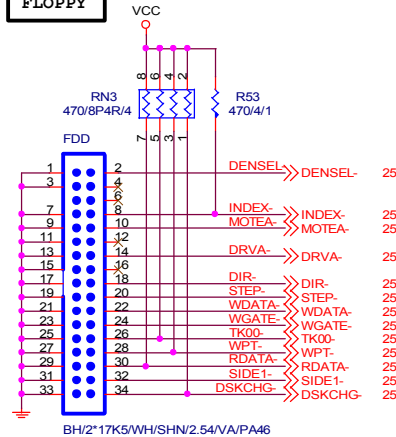 FLOPPY
VCC
8 6 4 2
RN3
470/8P4R/4
R53
470/4/1
7 5 3 1
FDD
1 2 DENSEL- DENSEL- 25
3 4
6
7 8 INDEX- INDEX- 25
9 10 MOTEA- MOTEA- 25
11 12
13 14 DRVA- DRVA- 25
15 16
17 18 DIR- DIR- 25
19 20 STEP- STEP- 25
21 22 WDATA- WDATA- 25
23 24 WGATE- WGATE- 25
25 26 TK00- TK00- 25
27 28 WPT- WPT- 25
29 30 RDATA- RDATA- 25
31 32 SIDE1- SIDE1- 25
33 34 DSKCHG- DSKCHG- 25
BH/2*17K5/WH/SHN/2.54/VA/PA46